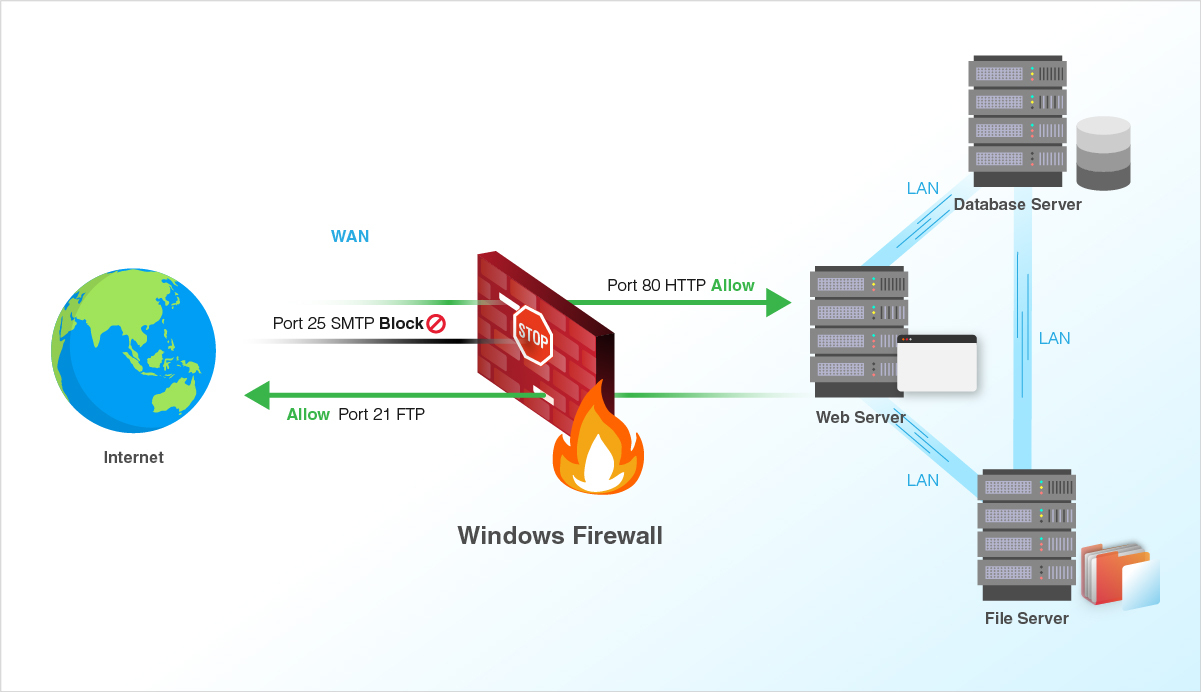 LAN
Database Server
WAN
Port 80 HTTP Allow
Port 25 SMTP Block
STOP
LAN
Allow Port 21 FTP
Web Server
Internet
LAN
Windows Firewall
File Server